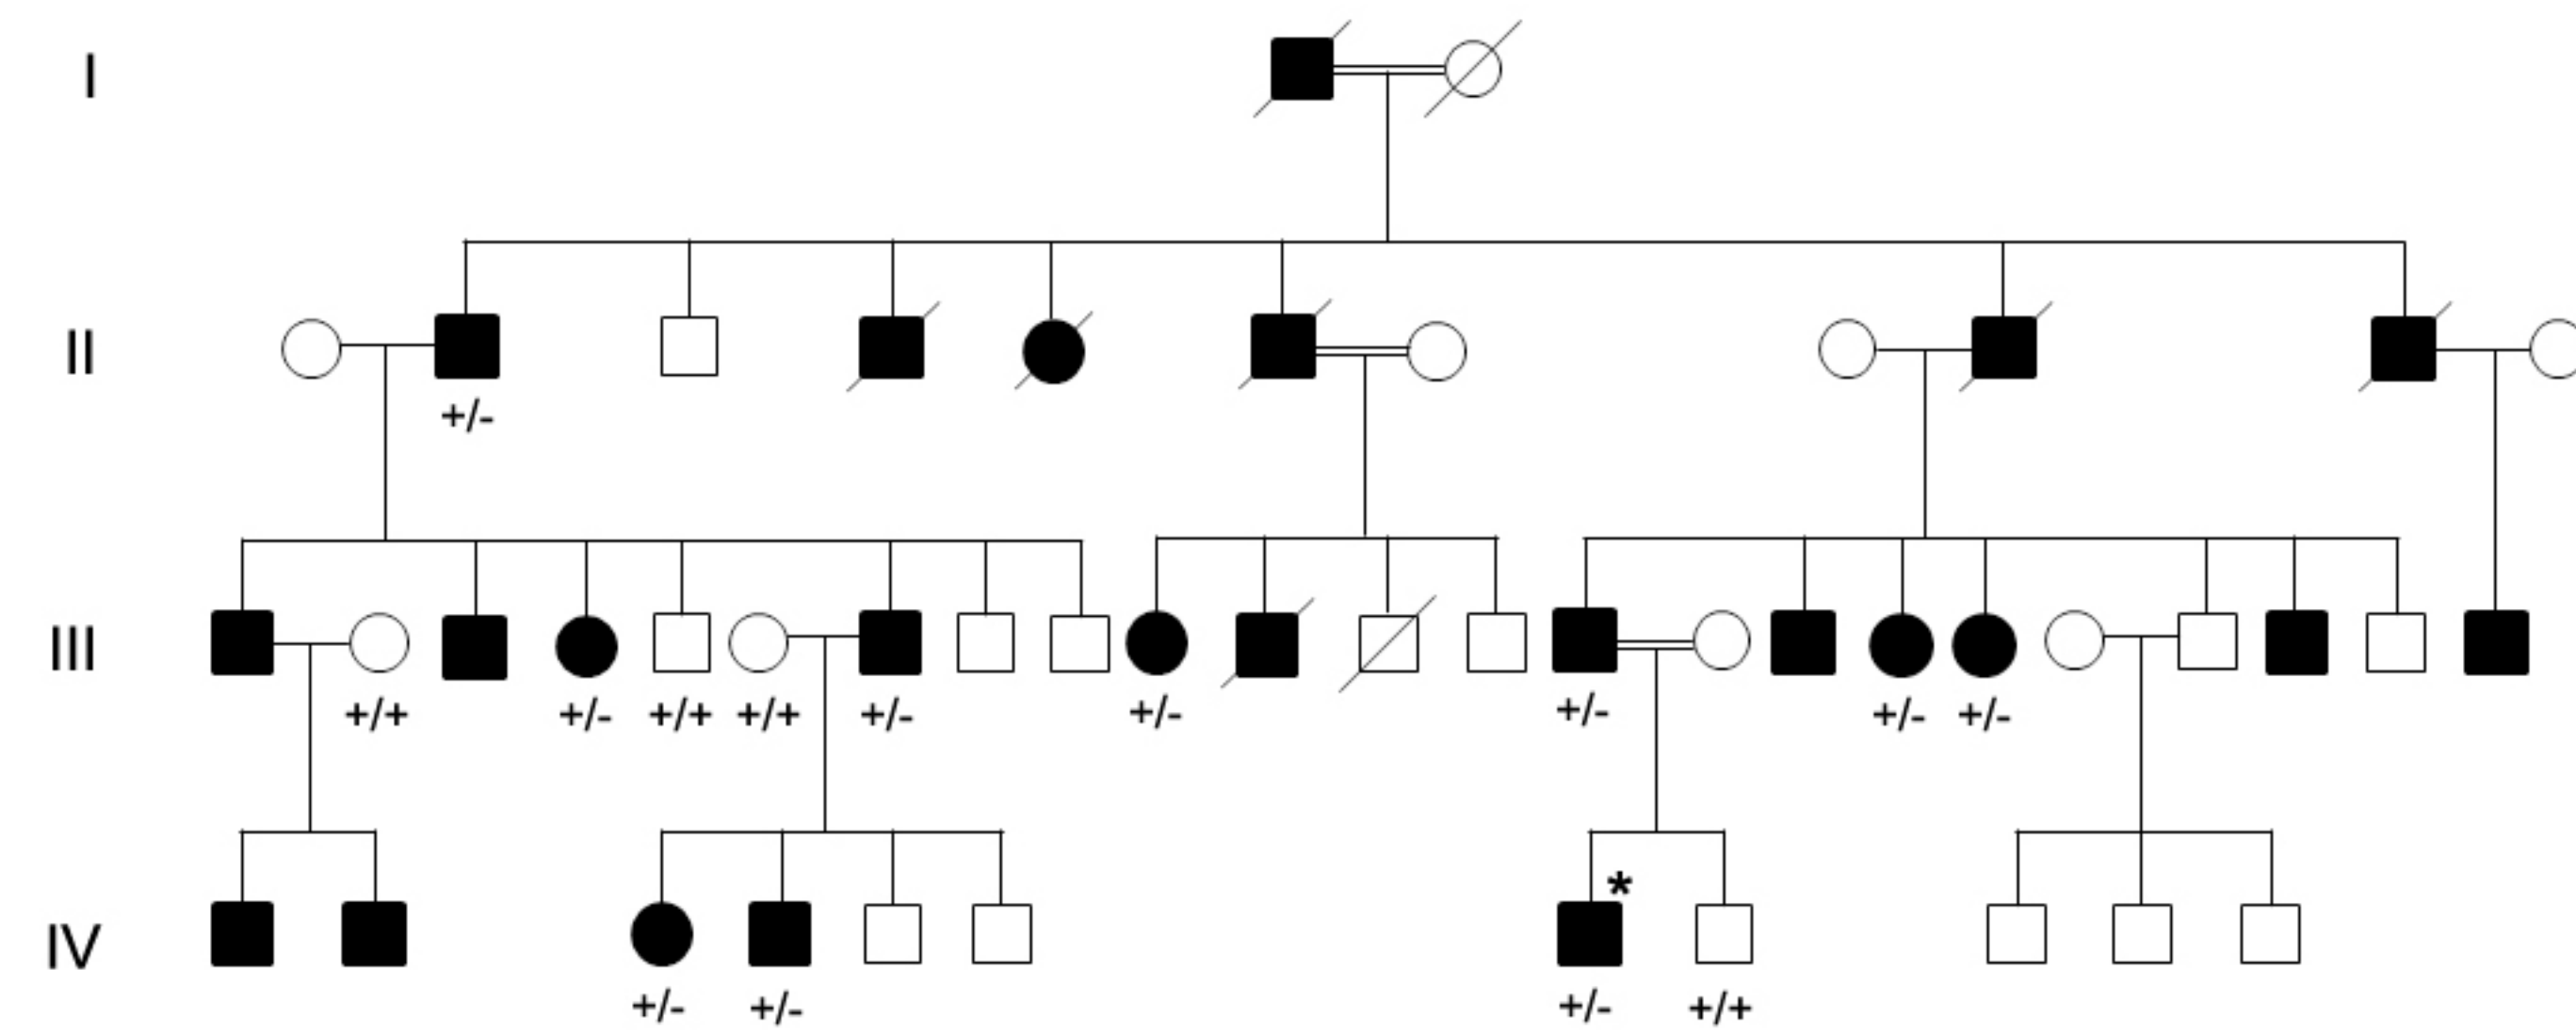 I
II
+/-
III
+/+ +/- +/+ +/+ +/- +/- +/- +/- +/-
*
IV
+/- +/- +/- +/+